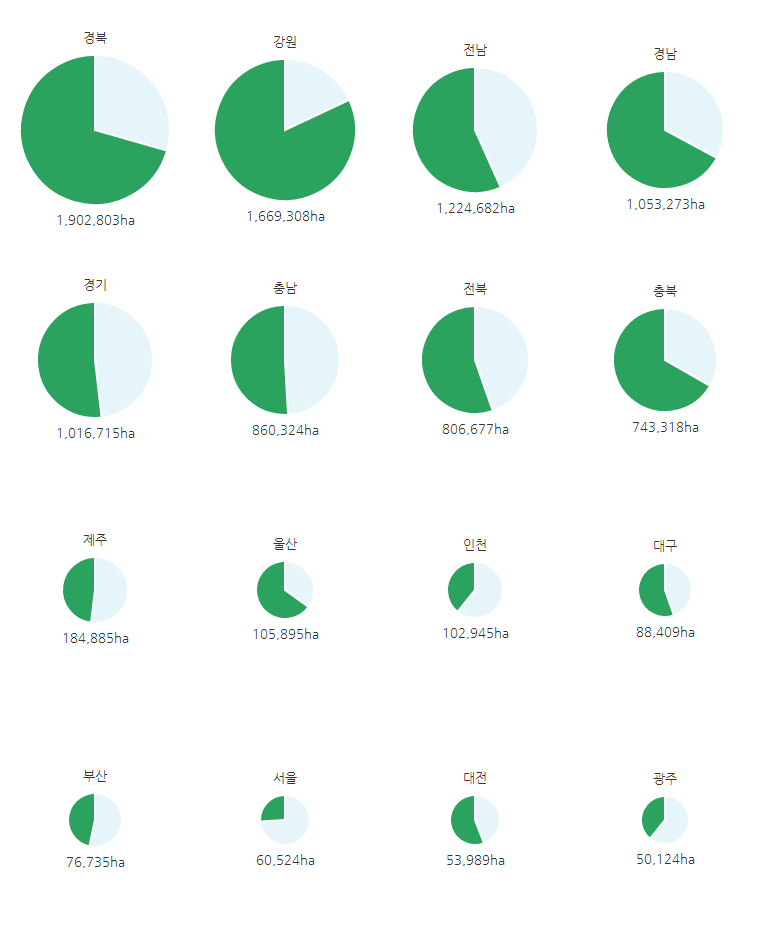 경북
강원
전남
경남
1,902,803ha
1,669,308ha
1,224,682ha
1,053,273ha
경기
충남
전북
충북
1,016,715ha
860,324ha
806,677ha
743,318ha
제주
울산
인천
대구
184,885ha
105,895ha
102,945ha
88,409ha
부산
서울
대전
광주
76,735ha
60,524ha
53,989ha
50,124ha